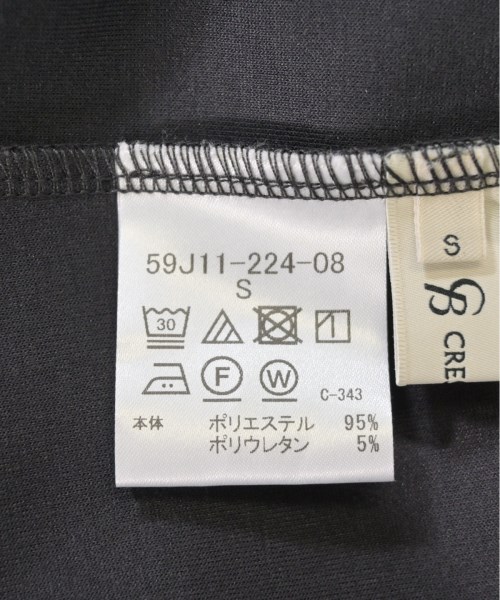 59J11-224-08
S
30
F W C-343
本体 ポリエステル 95%
ポリウレタン 5%
S
CRES